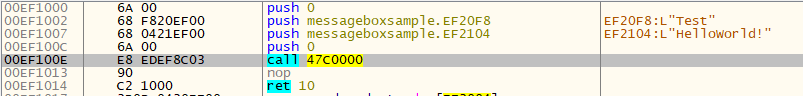 00EF1000 6A 00 push 0
00EF1002 68 F820EF00 push messageboxsample.EF20F8 EF20F8:L"Test"
00EF1007 68 0421EF00 push messageboxsample.EF2104 EF2104:L"HelloWorld!"
00EF100C 6A 00 push 0
00EF100E E8 EDEF8C03 call 47C0000
00EF1013 90 nop
00EF1014 C2 1000 ret 10